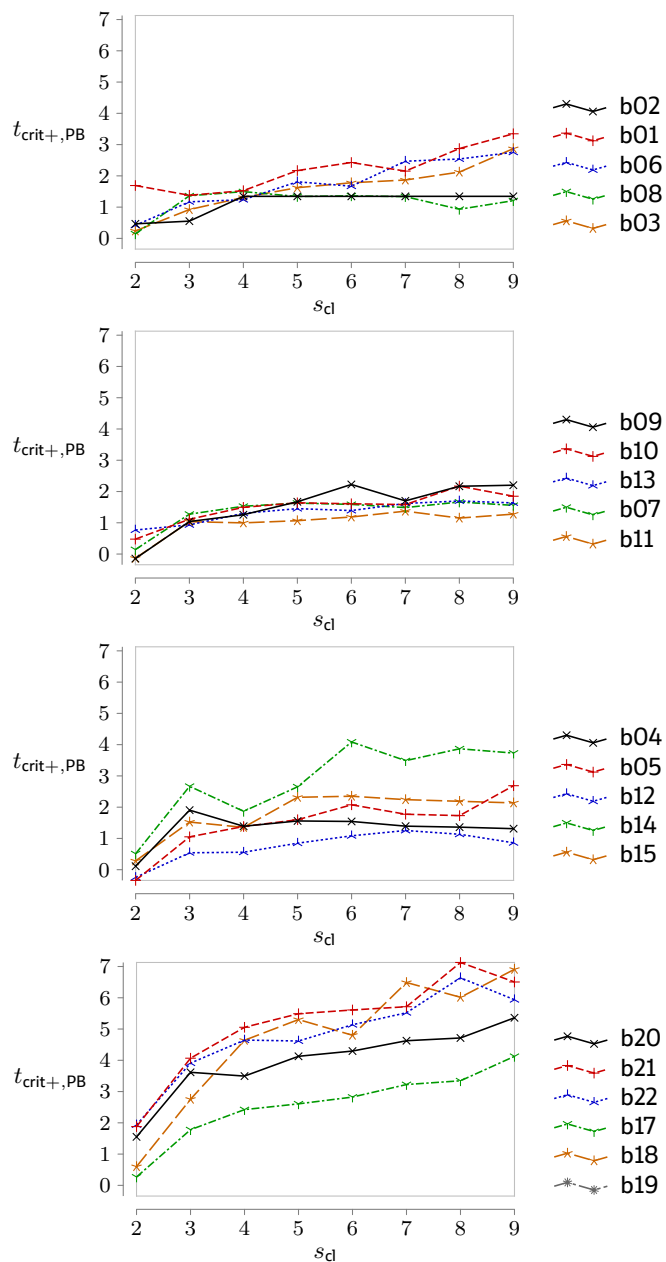 7
6
5
4
3
2
1
0
t_crit+,PB
2 3 4 5 6 7 8 9
s_cl
b02
b01
b06
b08
b03
7
6
5
4
3
2
1
0
t_crit+,PB
2 3 4 5 6 7 8 9
s_cl
b09
b10
b13
b07
b11
7
6
5
4
3
2
1
0
t_crit+,PB
2 3 4 5 6 7 8 9
s_cl
b04
b05
b12
b14
b15
7
6
5
4
3
2
1
0
t_crit+,PB
2 3 4 5 6 7 8 9
s_cl
b20
b21
b22
b17
b18
b19